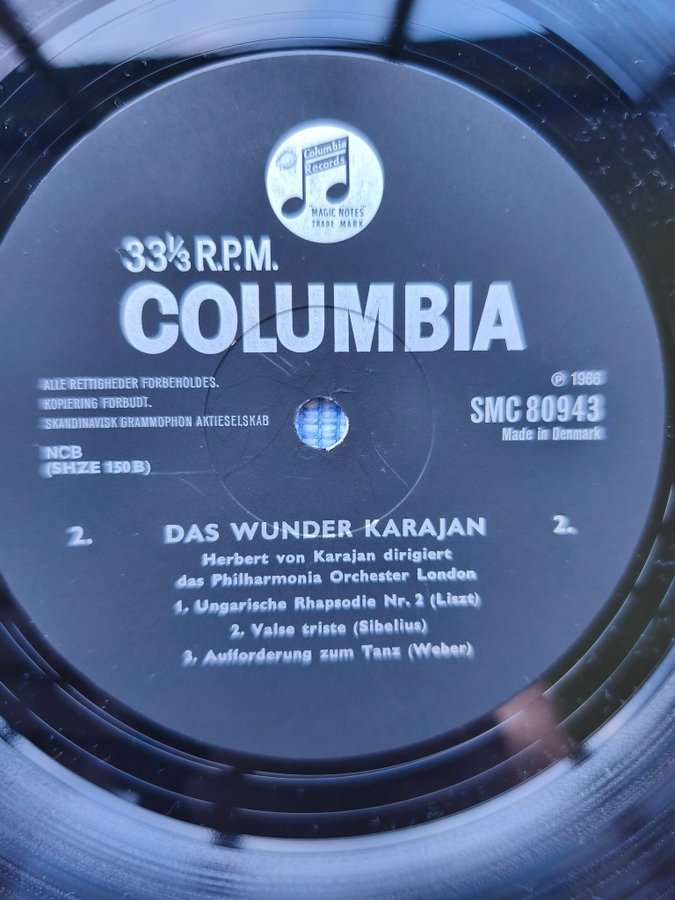 Columbia
Records
"MAGIC NOTES"
TRADE MARK
33⅓ R.P.M.
COLUMBIA
ALLE RETTIGHEDER FORBEHOLDES.
KOPIERING FORBUDT.
SKANDINAVISK GRAMMOPHON AKTIESELSKAB
℗ 1966
SMC 80943
Made in Denmark
NCB
(SHZE 150 B)
2. DAS WUNDER KARAJAN 2.
Herbert von Karajan dirigiert
das Philharmonia Orchester London
1. Ungarische Rhapsodie Nr. 2 (Liszt)
2. Valse triste (Sibelius)
3. Aufforderung zum Tanz (Weber)